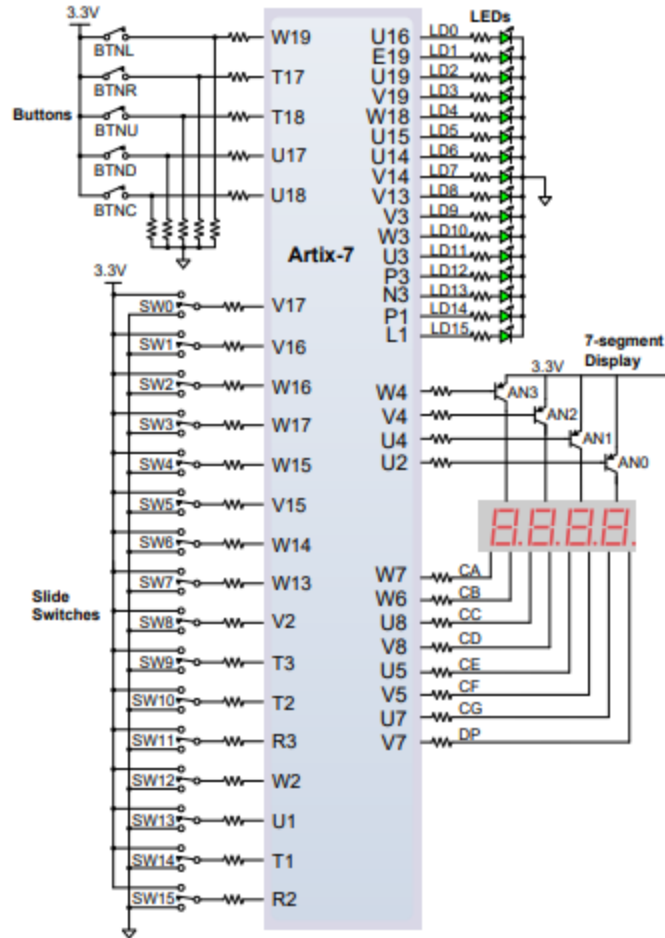 3.3V
BTNL
W19
BTNR
T17
Buttons
BTNU
T18
BTND
U17
BTNC
U18
Artix-7
3.3V
SW0
V17
SW1
V16
SW2
W16
SW3
W17
SW4
W15
SW5
V15
SW6
W14
SW7
W13
Slide
Switches
SW8
V2
SW9
T3
SW10
T2
SW11
R3
SW12
W2
SW13
U1
SW14
T1
SW15
R2
LEDs
U16 LD0
E19 LD1
U19 LD2
V19 LD3
W18 LD4
U15 LD5
U14 LD6
V14 LD7
V13 LD8
V3 LD9
W3 LD10
U3 LD11
P3 LD12
N3 LD13
P1 LD14
L1 LD15
7-segment
Display
3.3V
W4 AN3
V4 AN2
U4 AN1
U2 AN0
8.8.8.8.
W7 CA
W6 CB
U8 CC
V8 CD
U5 CE
V5 CF
U7 CG
V7 DP